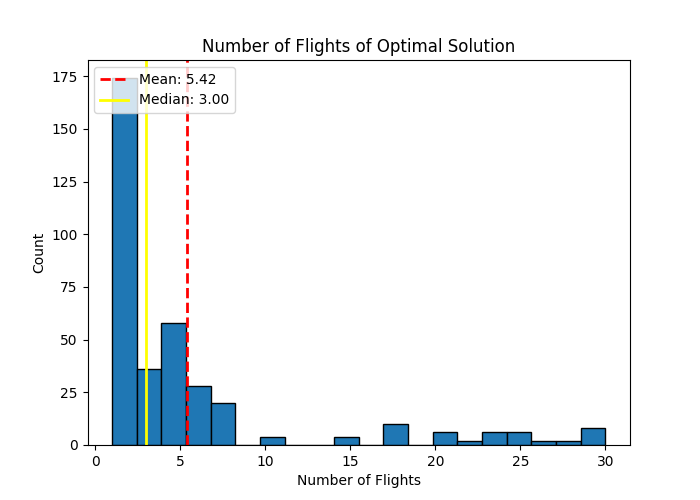 Number of Flights of Optimal Solution
Mean: 5.42
Median: 3.00
Count
175
150
125
100
75
50
25
0
0 5 10 15 20 25 30
Number of Flights